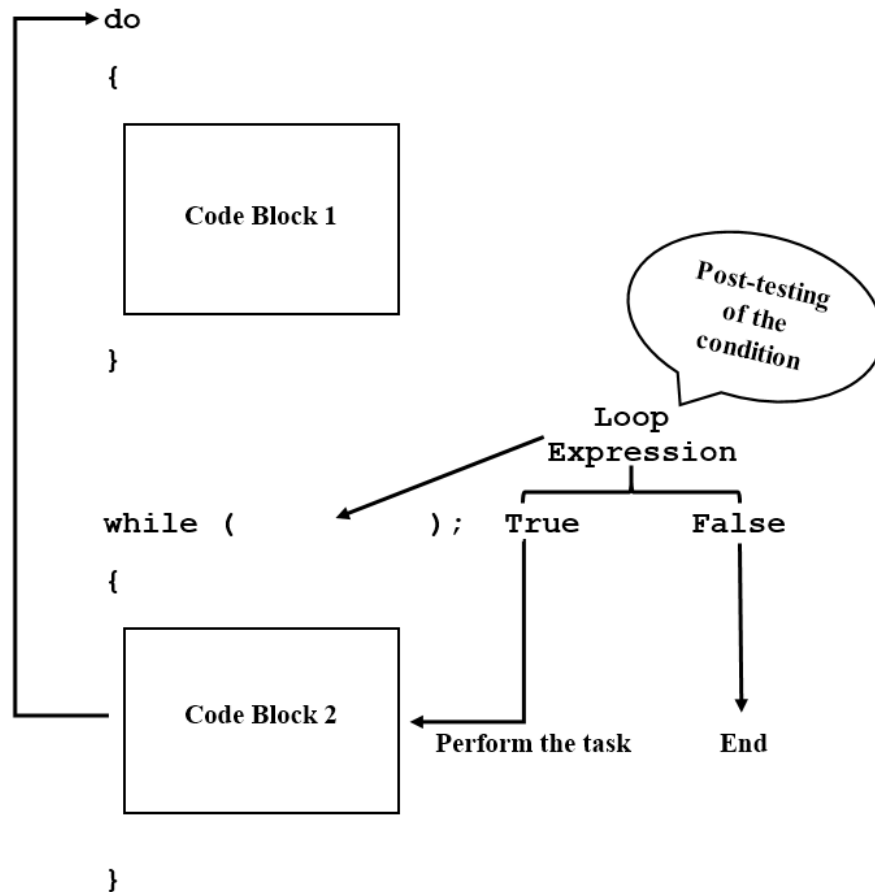 do
{
Code Block 1
}
Post-testing
of the
condition
Loop
Expression
while ( ); True False
{
Code Block 2
Perform the task End
}